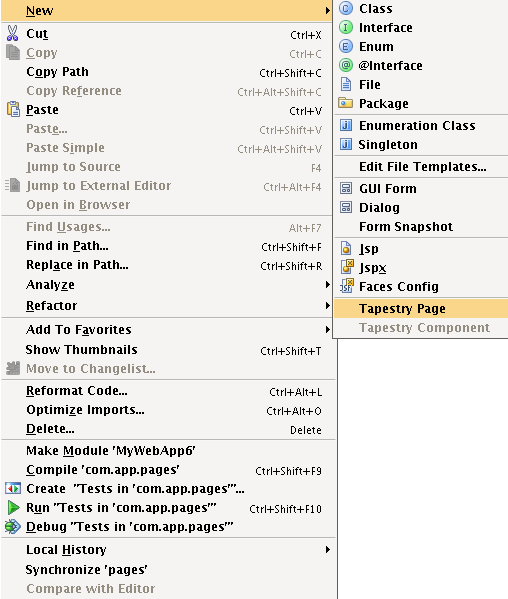 New
Cut Ctrl+X
Copy Ctrl+C
Copy Path Ctrl+Shift+C
Copy Reference Ctrl+Alt+Shift+C
Paste Ctrl+V
Paste... Ctrl+Shift+V
Paste Simple Ctrl+Alt+Shift+V
Jump to Source F4
Jump to External Editor Ctrl+Alt+F4
Open in Browser
Find Usages... Alt+F7
Find in Path... Ctrl+Shift+F
Replace in Path... Ctrl+Shift+R
Analyze
Refactor
Add To Favorites
Show Thumbnails Ctrl+Shift+T
Move to Changelist...
Reformat Code... Ctrl+Alt+L
Optimize Imports... Ctrl+Alt+O
Delete... Delete
Make Module 'MyWebApp6'
Compile 'com.app.pages' Ctrl+Shift+F9
Create "Tests in 'com.app.pages'"...
Run "Tests in 'com.app.pages'" Ctrl+Shift+F10
Debug "Tests in 'com.app.pages'"
Local History
Synchronize 'pages'
Compare with Editor
Class
Interface
Enum
@Interface
File
Package
Enumeration Class
Singleton
Edit File Templates...
GUI Form
Dialog
Form Snapshot
Jsp
Jspx
Faces Config
Tapestry Page
Tapestry Component